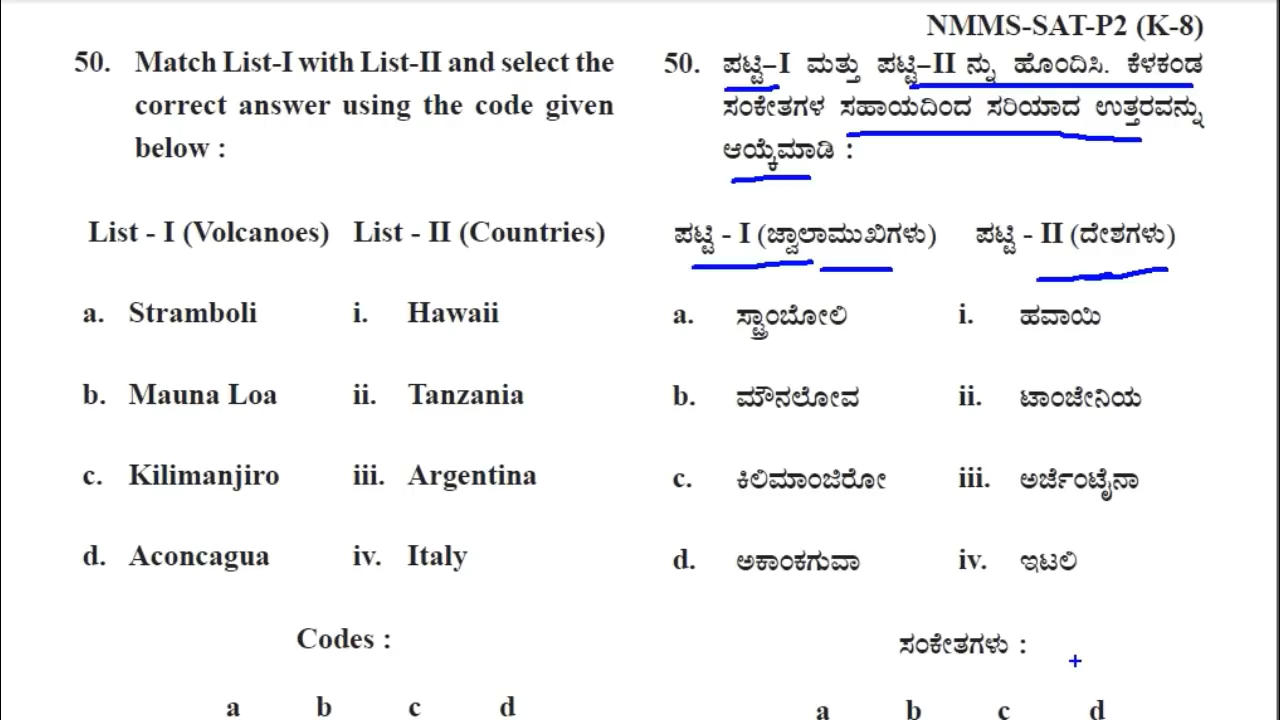 NMMS-SAT-P2 (K-8)
50. Match List-I with List-II and select the
correct answer using the code given
below :
List - I (Volcanoes) List - II (Countries)
a. Stramboli i. Hawaii
b. Mauna Loa ii. Tanzania
c. Kilimanjiro iii. Argentina
d. Aconcagua iv. Italy
Codes :
a b c d
50. ಪಟ್ಟಿ-I ಮತ್ತು ಪಟ್ಟಿ-II ನ್ನು ಹೊಂದಿಸಿ. ಕೆಳಕಂಡ
ಸಂಕೇತಗಳ ಸಹಾಯದಿಂದ ಸರಿಯಾದ ಉತ್ತರವನ್ನು
ಆಯ್ಕೆಮಾಡಿ :
ಪಟ್ಟಿ - I (ಜ್ವಾಲಾಮುಖಿಗಳು) ಪಟ್ಟಿ - II (ದೇಶಗಳು)
a. ಸ್ಟ್ರಾಂಬೋಲಿ i. ಹವಾಯಿ
b. ಮೌನಲೋವ ii. ಟಾಂಜೇನಿಯ
c. ಕಿಲಿಮಾಂಜಿರೋ iii. ಅರ್ಜೆಂಟೈನಾ
d. ಅಕಾಂಕಗುವಾ iv. ಇಟಲಿ
ಸಂಕೇತಗಳು :
a b c d